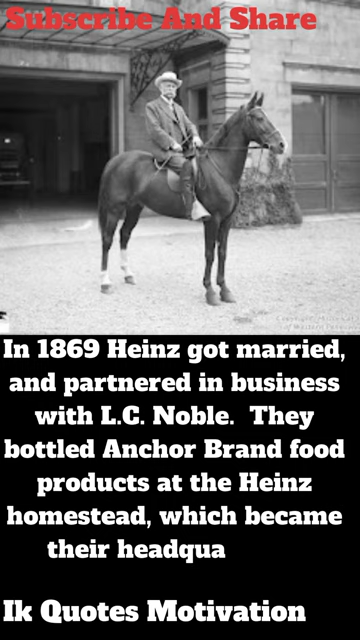 Subscribe And Share
In 1869 Heinz got married,
and partnered in business
with L.C. Noble. They
bottled Anchor Brand food
products at the Heinz
homestead, which became
their headqua
Ik Quotes Motivation